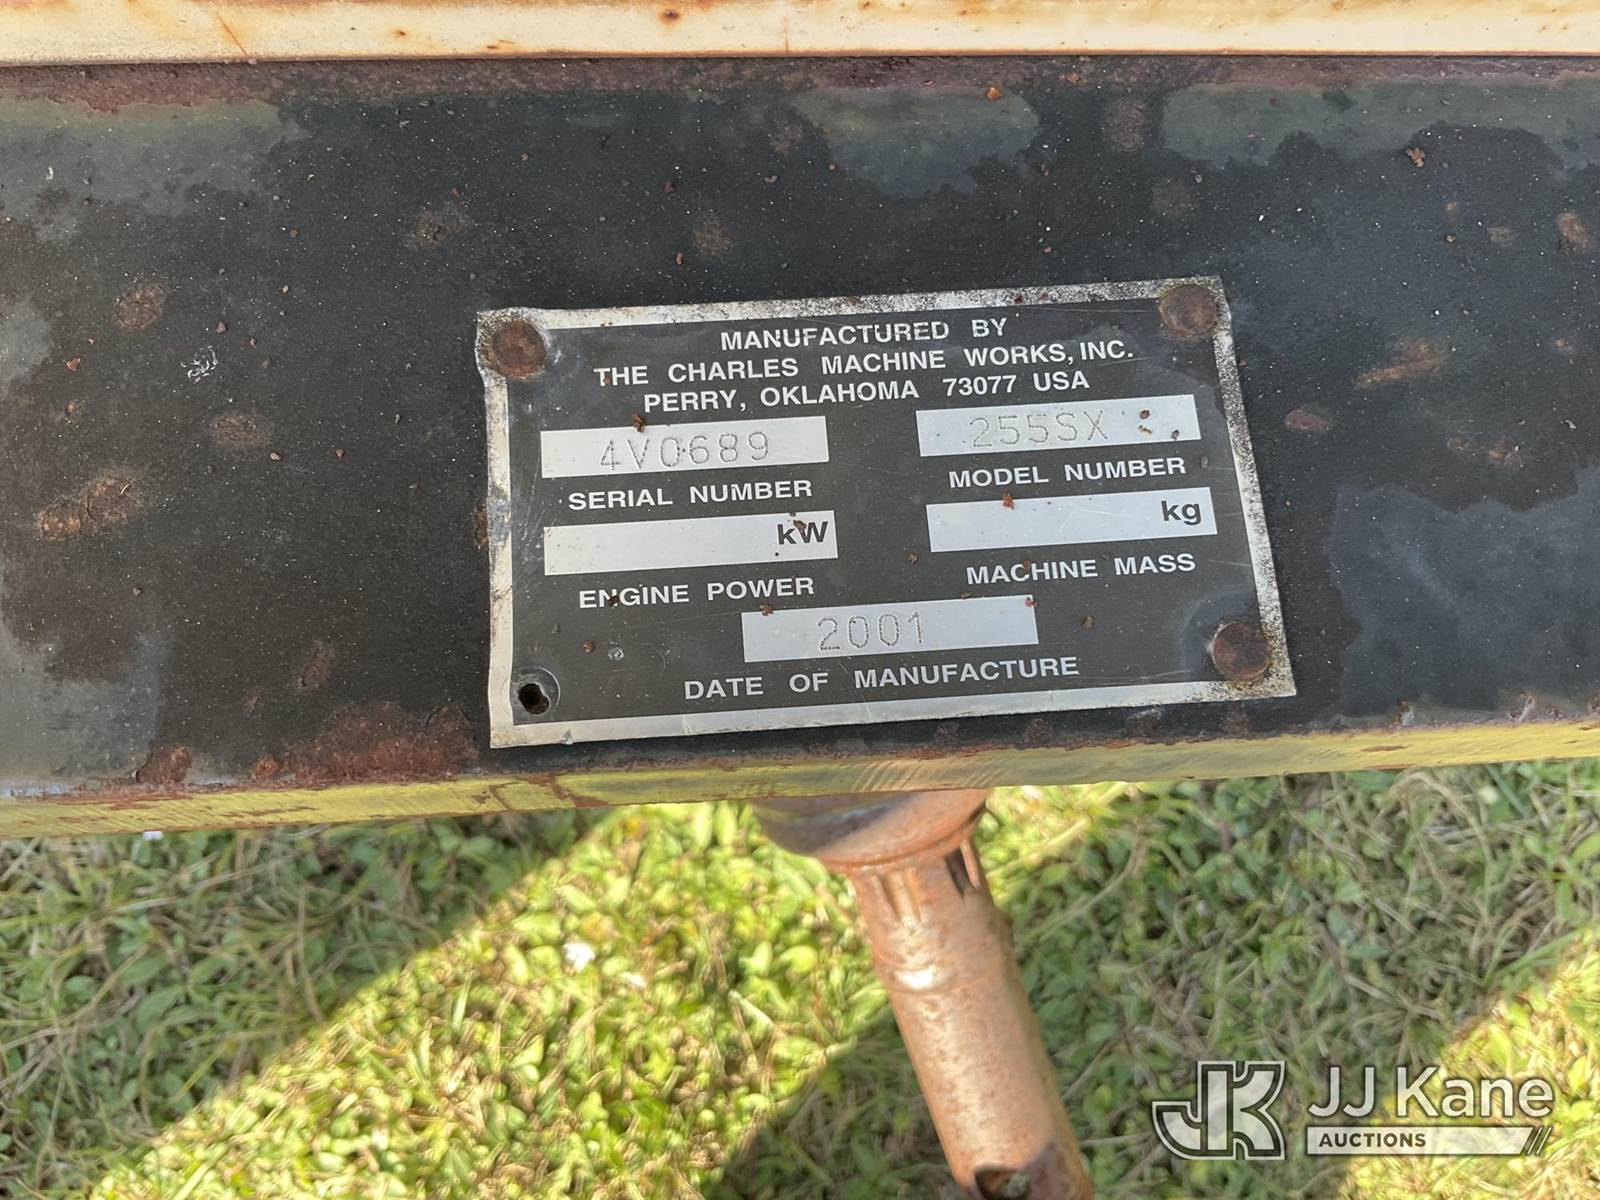 MANUFACTURED BY
THE CHARLES MACHINE WORKS, INC.
PERRY, OKLAHOMA 73077 USA
4V0689 255SX
SERIAL NUMBER MODEL NUMBER
kW kg
ENGINE POWER MACHINE MASS
2001
DATE OF MANUFACTURE
JK JJ Kane
AUCTIONS